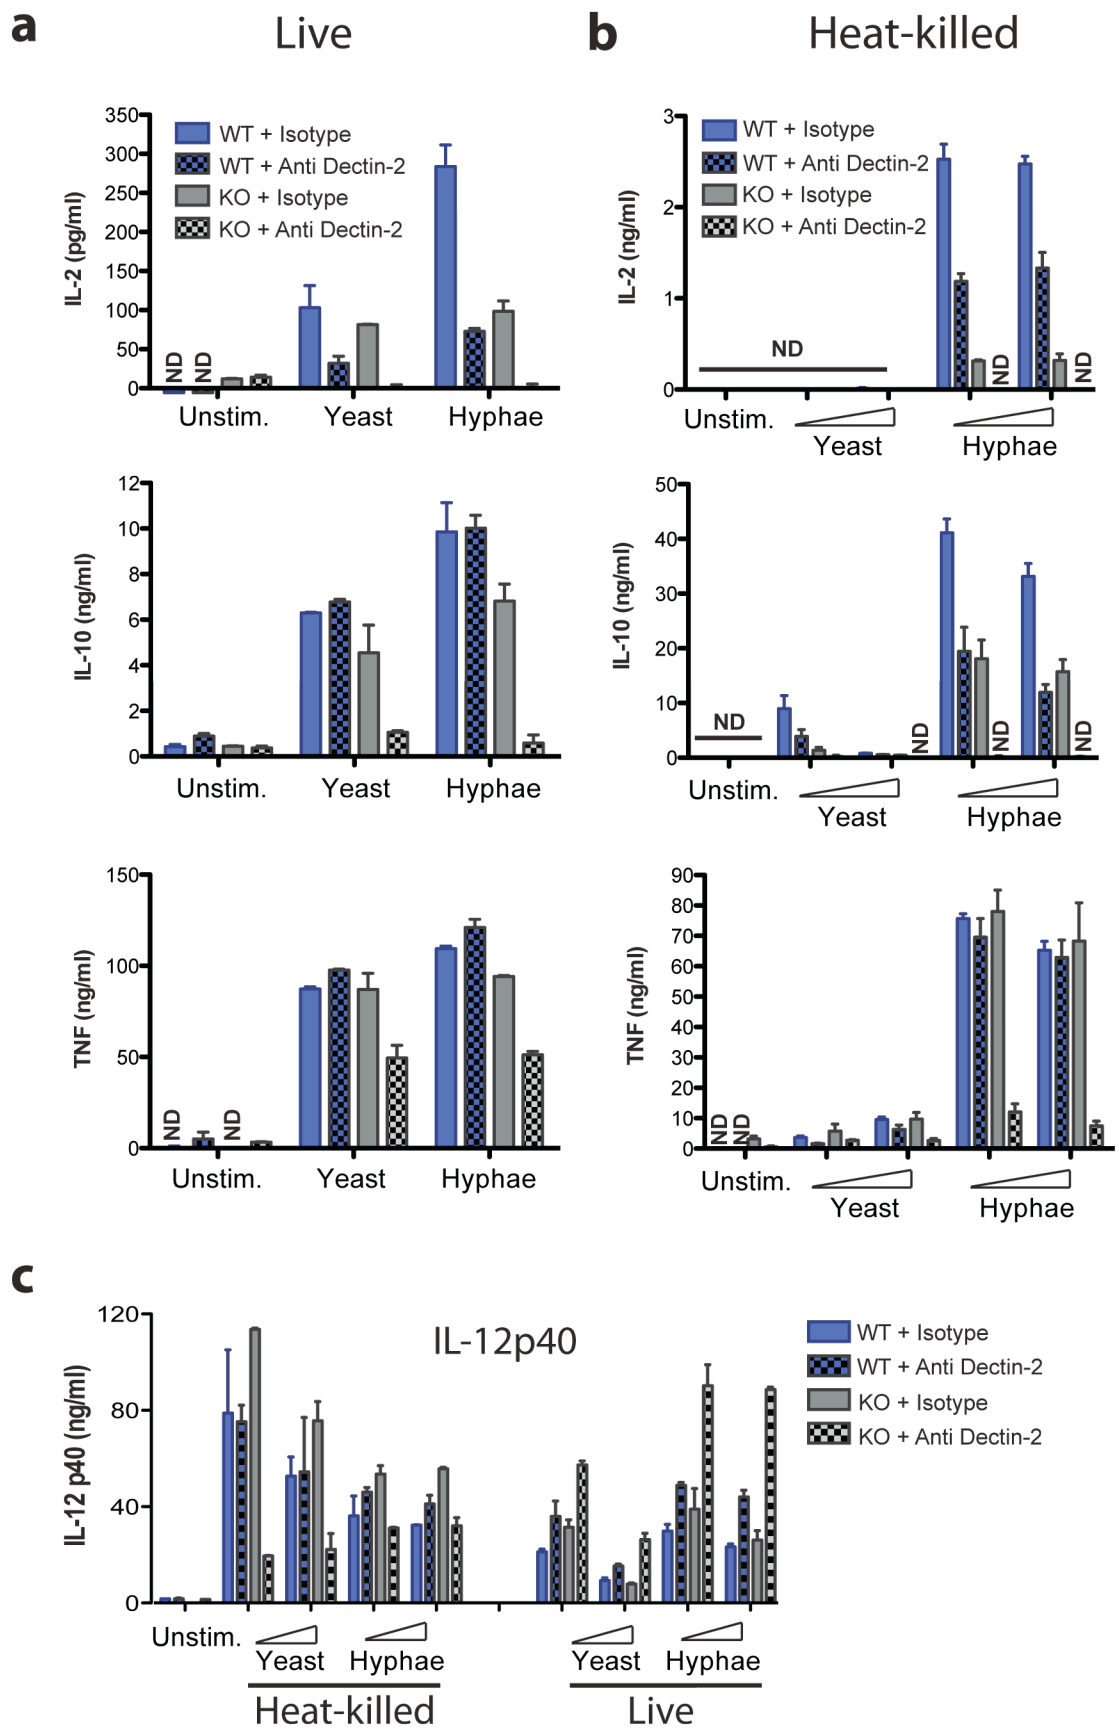 a
Live
b
Heat-killed
IL-2 (pg/ml)
350
300
250
200
150
100
50
0
WT + Isotype
WT + Anti Dectin-2
KO + Isotype
KO + Anti Dectin-2
ND
ND
Unstim.
Yeast
Hyphae
IL-2 (ng/ml)
3
2
1
0
WT + Isotype
WT + Anti Dectin-2
KO + Isotype
KO + Anti Dectin-2
ND
ND
ND
Unstim.
Yeast
Hyphae
IL-10 (ng/ml)
12
10
8
6
4
2
0
Unstim.
Yeast
Hyphae
IL-10 (ng/ml)
50
40
30
20
10
0
ND
ND
ND
ND
Unstim.
Yeast
Hyphae
TNF (ng/ml)
150
100
50
0
ND
ND
Unstim.
Yeast
Hyphae
TNF (ng/ml)
90
80
70
60
50
40
30
20
10
0
ND
ND
Unstim.
Yeast
Hyphae
c
IL-12p40
IL-12 p40 (ng/ml)
120
80
40
0
WT + Isotype
WT + Anti Dectin-2
KO + Isotype
KO + Anti Dectin-2
Unstim.
Yeast
Hyphae
Yeast
Hyphae
Heat-killed
Live